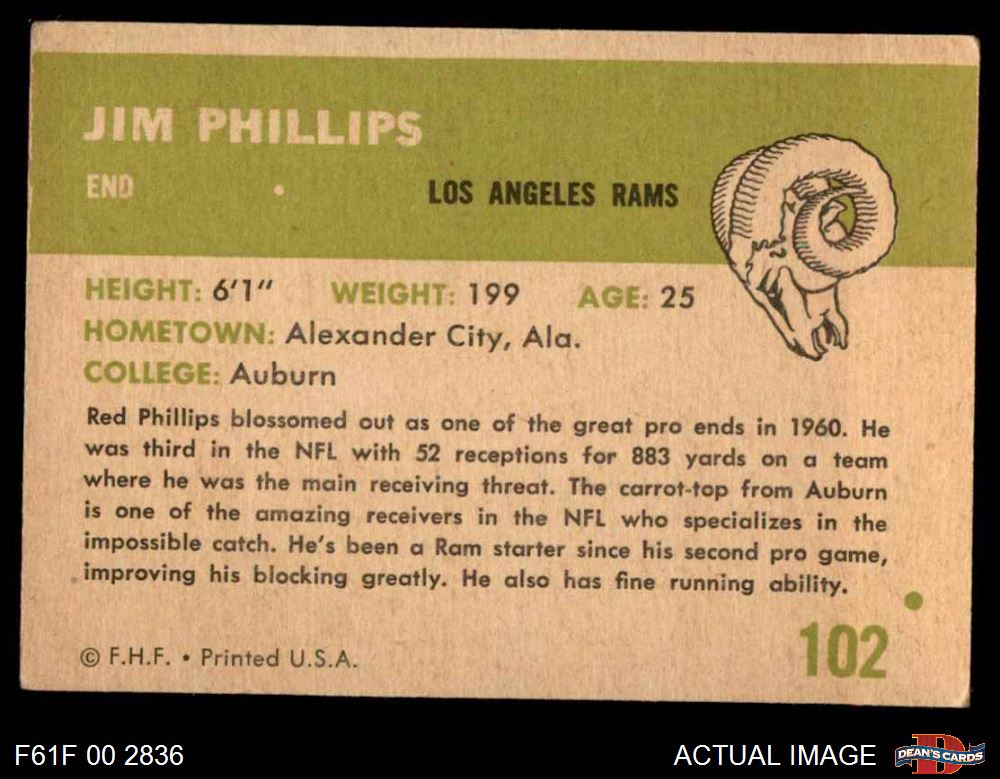 JIM PHILLIPS
END
LOS ANGELES RAMS
HEIGHT: 6'1" WEIGHT: 199 AGE: 25
HOMETOWN: Alexander City, Ala.
COLLEGE: Auburn
Red Phillips blossomed out as one of the great pro ends in 1960. He
was third in the NFL with 52 receptions for 883 yards on a team
where he was the main receiving threat. The carrot-top from Auburn
is one of the amazing receivers in the NFL who specializes in the
impossible catch. He's been a Ram starter since his second pro game,
improving his blocking greatly. He also has fine running ability.
© F.H.F. • Printed U.S.A.
102
F61F 00 2836
ACTUAL IMAGE
D
DEAN'S CARDS